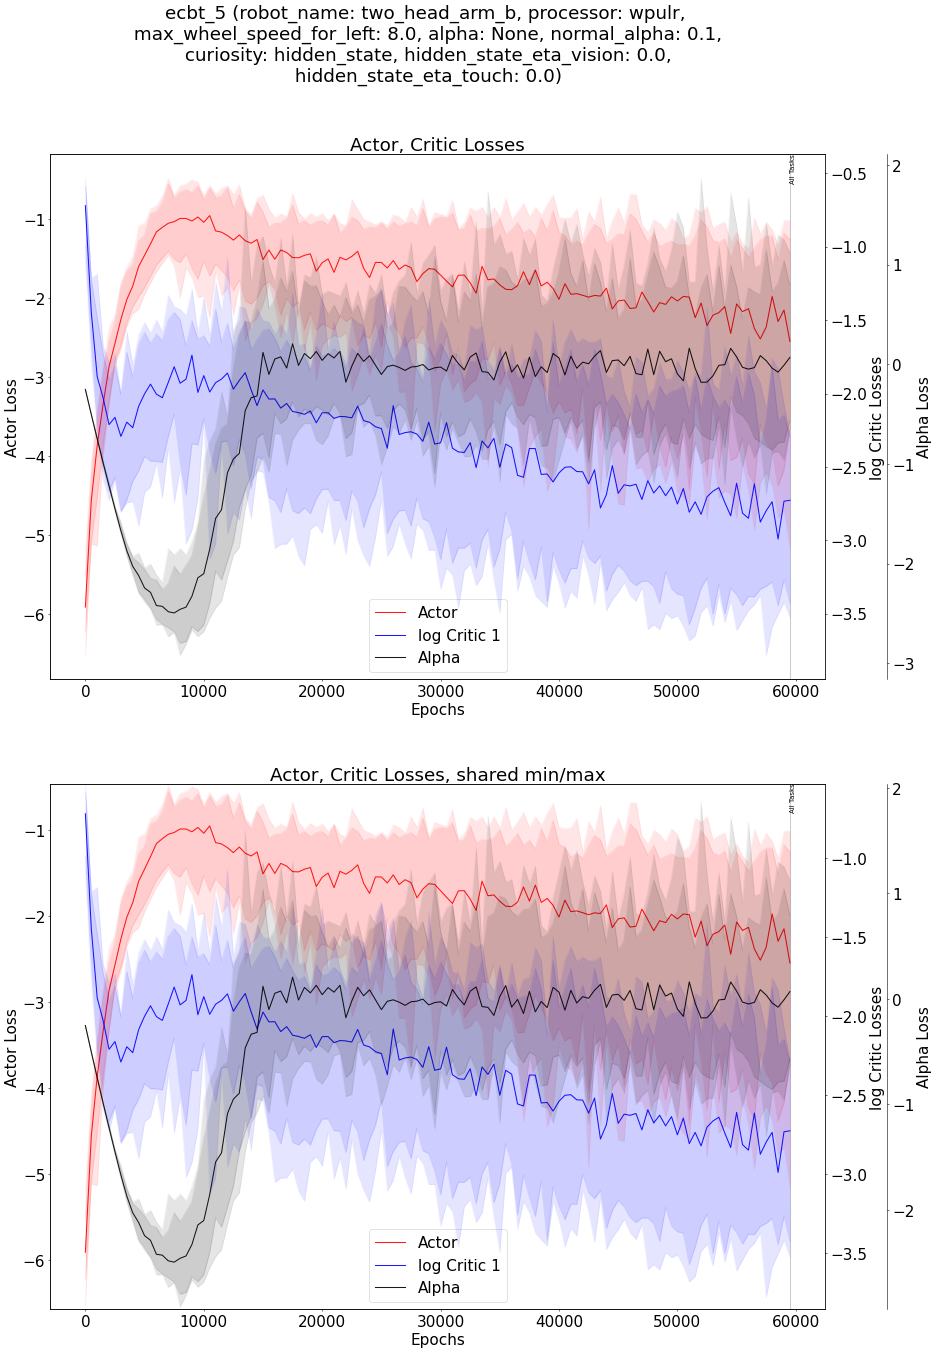 ecbt_5 (robot_name: two_head_arm_b, processor: wpulr,
max_wheel_speed_for_left: 8.0, alpha: None, normal_alpha: 0.1,
curiosity: hidden_state, hidden_state_eta_vision: 0.0,
hidden_state_eta_touch: 0.0)
Actor, Critic Losses
All Tasks
Actor Loss
−1
−2
−3
−4
−5
−6
−0.5
−1.0
−1.5
−2.0
−2.5
−3.0
−3.5
log Critic Losses
2
1
0
−1
−2
−3
Alpha Loss
Actor
log Critic 1
Alpha
0
10000
20000
30000
40000
50000
60000
Epochs
Actor, Critic Losses, shared min/max
All Tasks
Actor Loss
−1
−2
−3
−4
−5
−6
−1.0
−1.5
−2.0
−2.5
−3.0
−3.5
log Critic Losses
2
1
0
−1
−2
Alpha Loss
Actor
log Critic 1
Alpha
0
10000
20000
30000
40000
50000
60000
Epochs